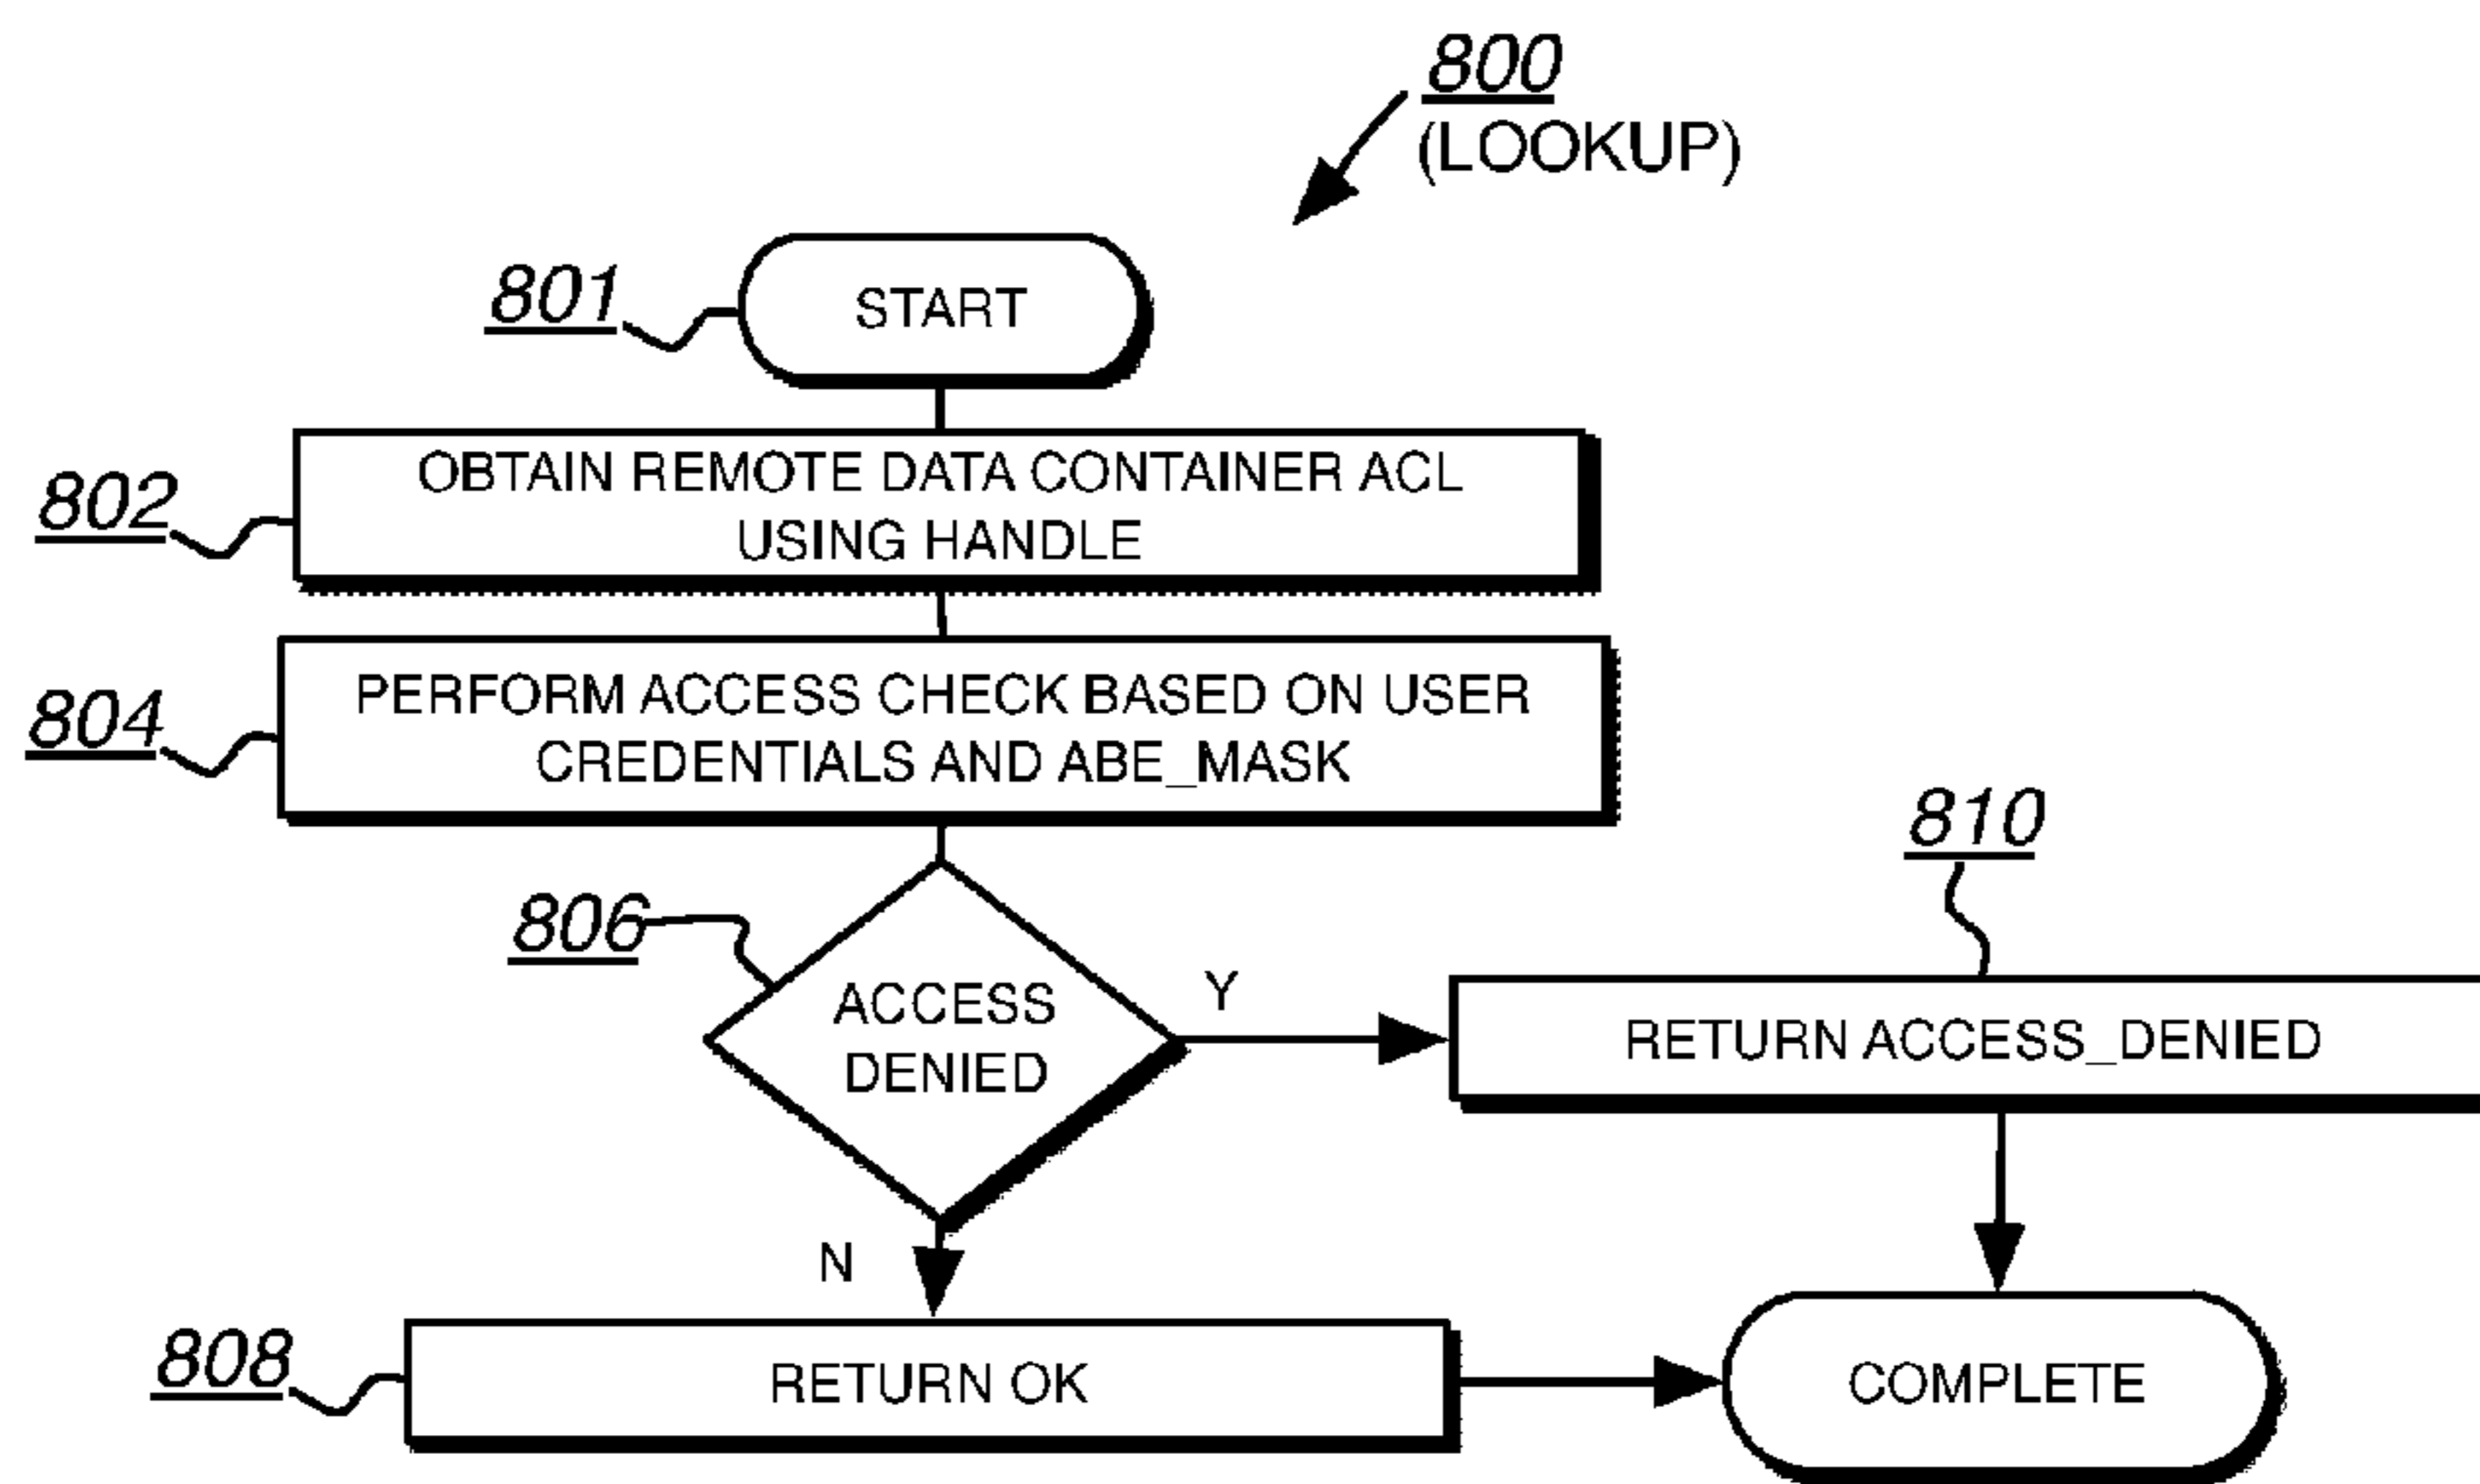 800
(LOOKUP)
801
START
802
OBTAIN REMOTE DATA CONTAINER ACL
USING HANDLE
804
PERFORM ACCESS CHECK BASED ON USER
CREDENTIALS AND ABE_MASK
806
ACCESS
DENIED
Y
810
RETURN ACCESS_DENIED
N
808
RETURN OK
COMPLETE